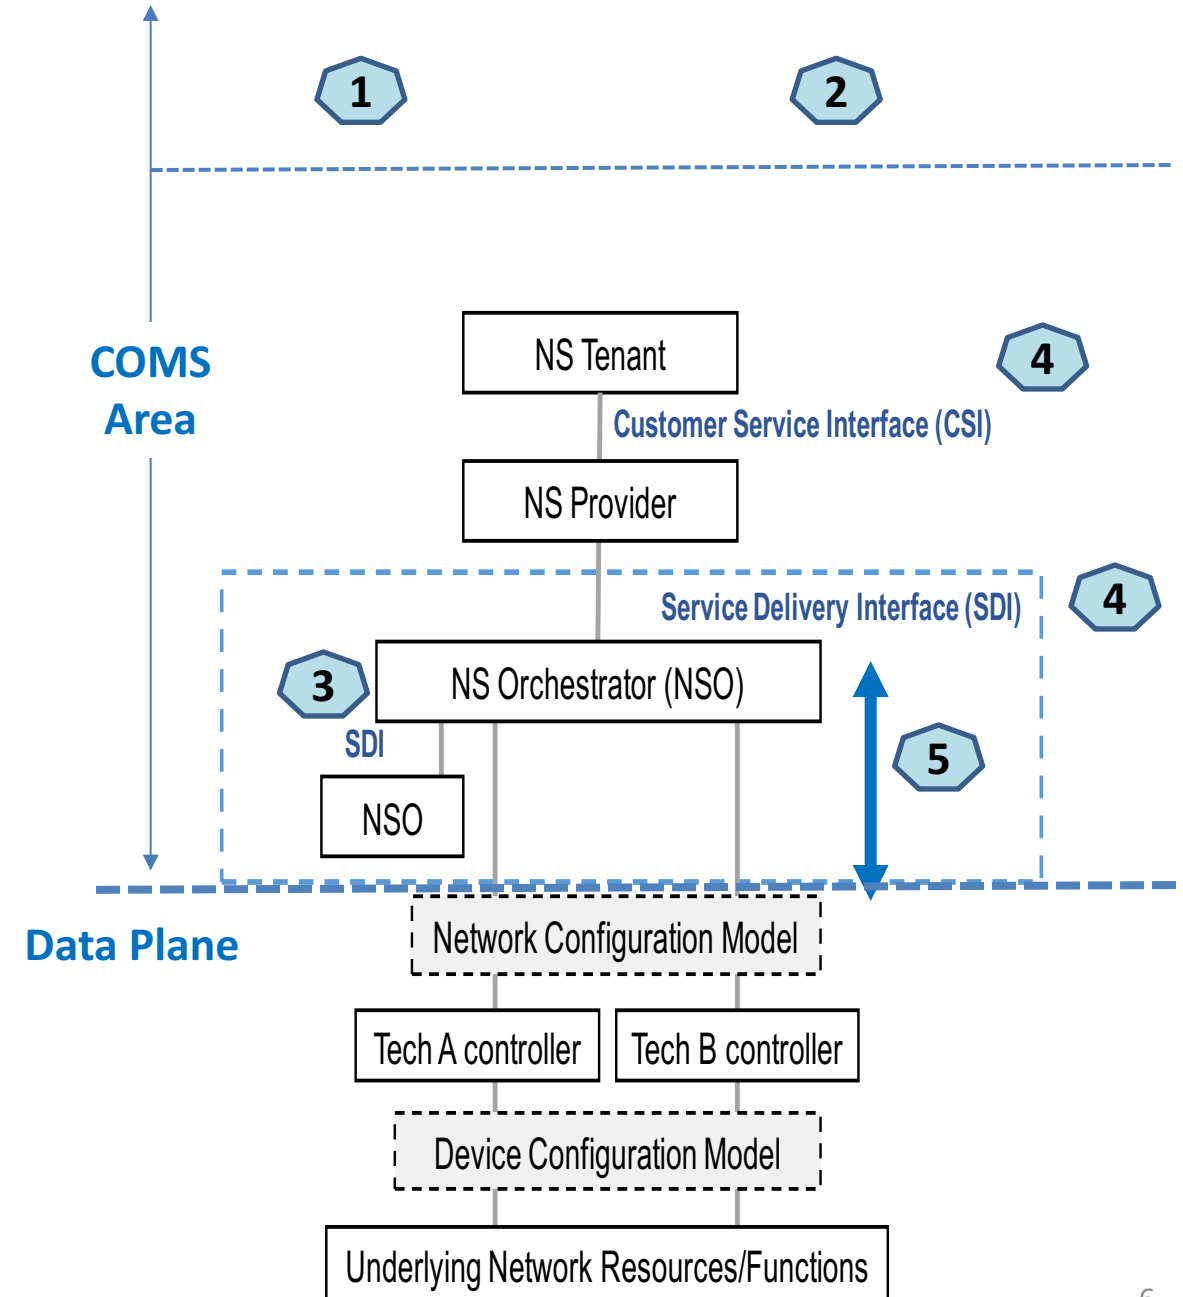 1
2
COMS
Area
NS Tenant
4
Customer Service Interface (CSI)
NS Provider
Service Delivery Interface (SDI)
4
3
NS Orchestrator (NSO)
SDI
5
NSO
Data Plane
Network Configuration Model
Tech A controller
Tech B controller
Device Configuration Model
Underlying Network Resources/Functions